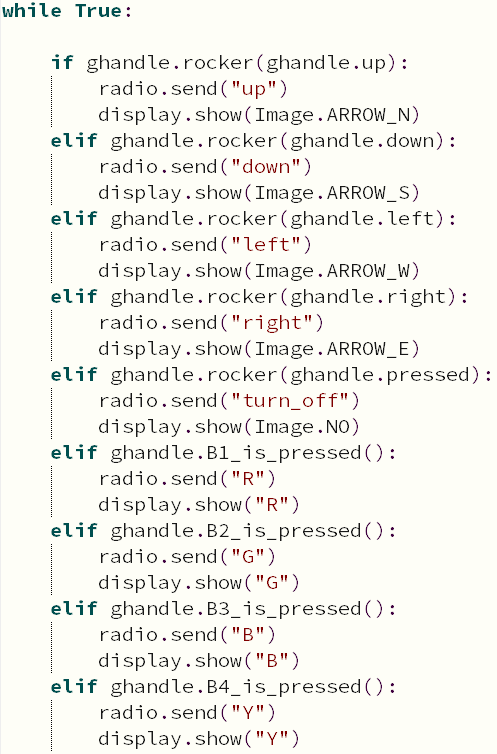 while True:
if ghandle.rocker(ghandle.up):
radio.send("up")
display.show(Image.ARROW_N)
elif ghandle.rocker(ghandle.down):
radio.send("down")
display.show(Image.ARROW_S)
elif ghandle.rocker(ghandle.left):
radio.send("left")
display.show(Image.ARROW_W)
elif ghandle.rocker(ghandle.right):
radio.send("right")
display.show(Image.ARROW_E)
elif ghandle.rocker(ghandle.pressed):
radio.send("turn_off")
display.show(Image.NO)
elif ghandle.B1_is_pressed():
radio.send("R")
display.show("R")
elif ghandle.B2_is_pressed():
radio.send("G")
display.show("G")
elif ghandle.B3_is_pressed():
radio.send("B")
display.show("B")
elif ghandle.B4_is_pressed():
radio.send("Y")
display.show("Y")